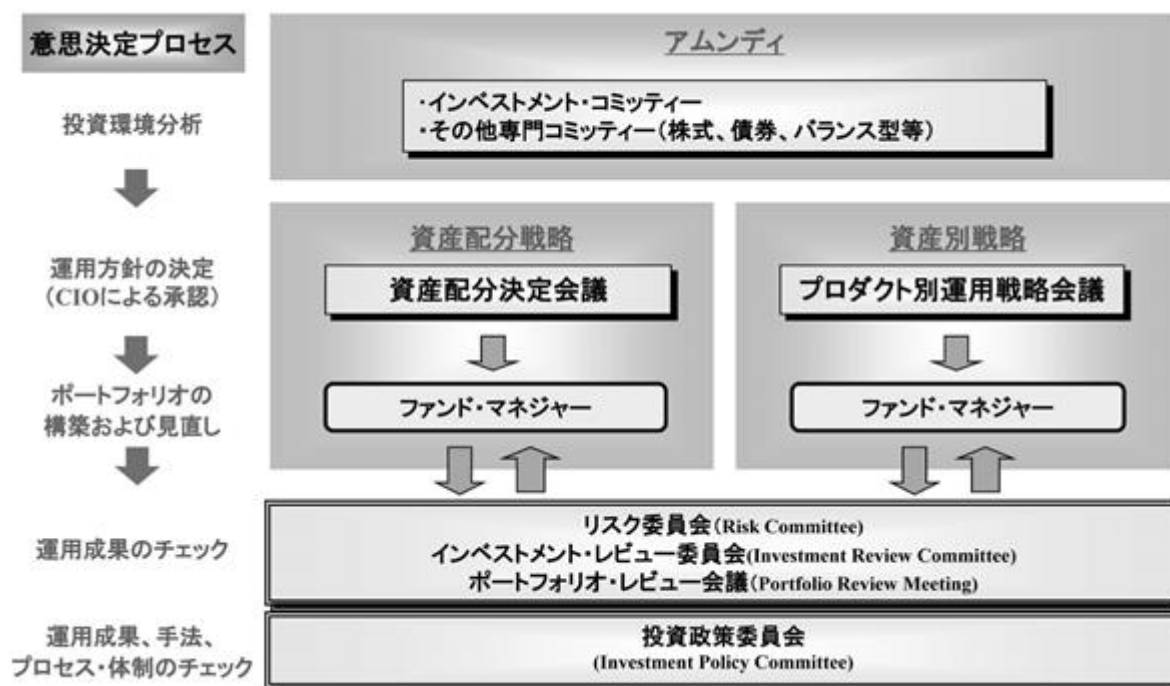 意思決定プロセス
アムンディ
・インベストメント・コミッティー
・その他専門コミッティー（株式、債券、バランス型等）
投資環境分析
資産配分戦略
資産別戦略
運用方針の決定
（CIOによる承認）
資産配分決定会議
プロダクト別運用戦略会議
ポートフォリオの
構築および見直し
ファンド・マネジャー
ファンド・マネジャー
運用成果のチェック
リスク委員会（Risk Committee）
インベストメント・レビュー委員会（Investment Review Committee）
ポートフォリオ・レビュー会議（Portfolio Review Meeting）
運用成果、手法、
プロセス・体制のチェック
投資政策委員会
(Investment Policy Committee)